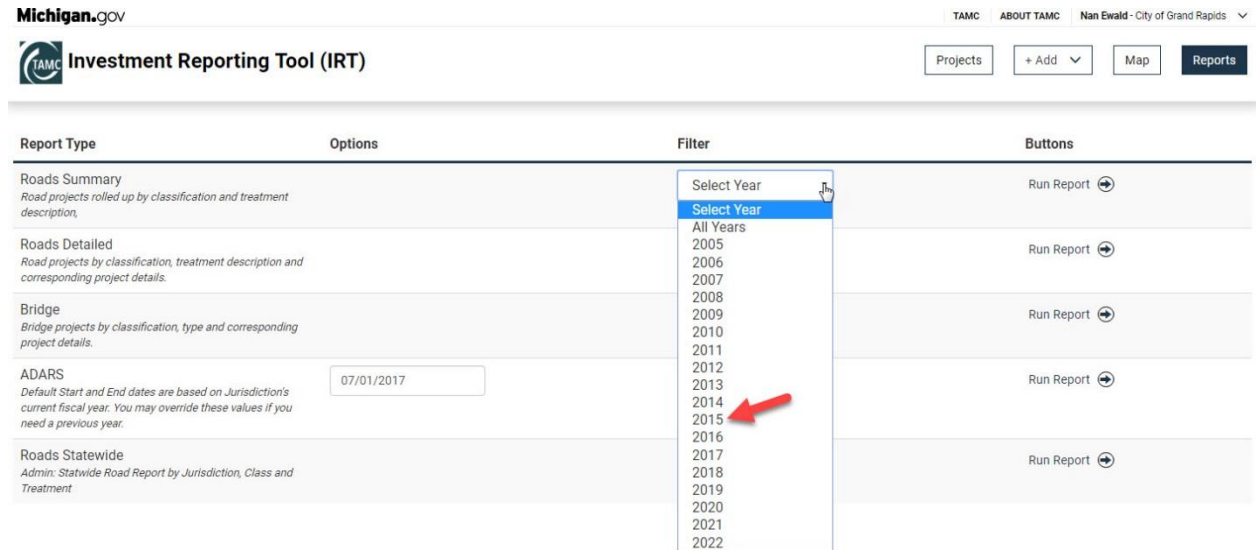 Michigan.gov
TAMC ABOUT TAMC Nan Ewald - City of Grand Rapids
TAMC Investment Reporting Tool (IRT)
Projects + Add Map Reports
Report Type Options Filter Buttons
Roads Summary
Road projects rolled up by classification and treatment
description,
Select Year
Run Report
Select Year
All Years
2005
2006
2007
2008
2009
2010
2011
2012
2013
2014
2015
2016
2017
2018
2019
2020
2021
2022
Roads Detailed
Road projects by classification, treatment description and
corresponding project details.
Run Report
Bridge
Bridge projects by classification, type and corresponding
project details.
Run Report
ADARS
Default Start and End dates are based on Jurisdiction's
current fiscal year. You may override these values if you
need a previous year.
07/01/2017
Run Report
Roads Statewide
Admin: Statwide Road Report by Jurisdiction, Class and
Treatment
Run Report